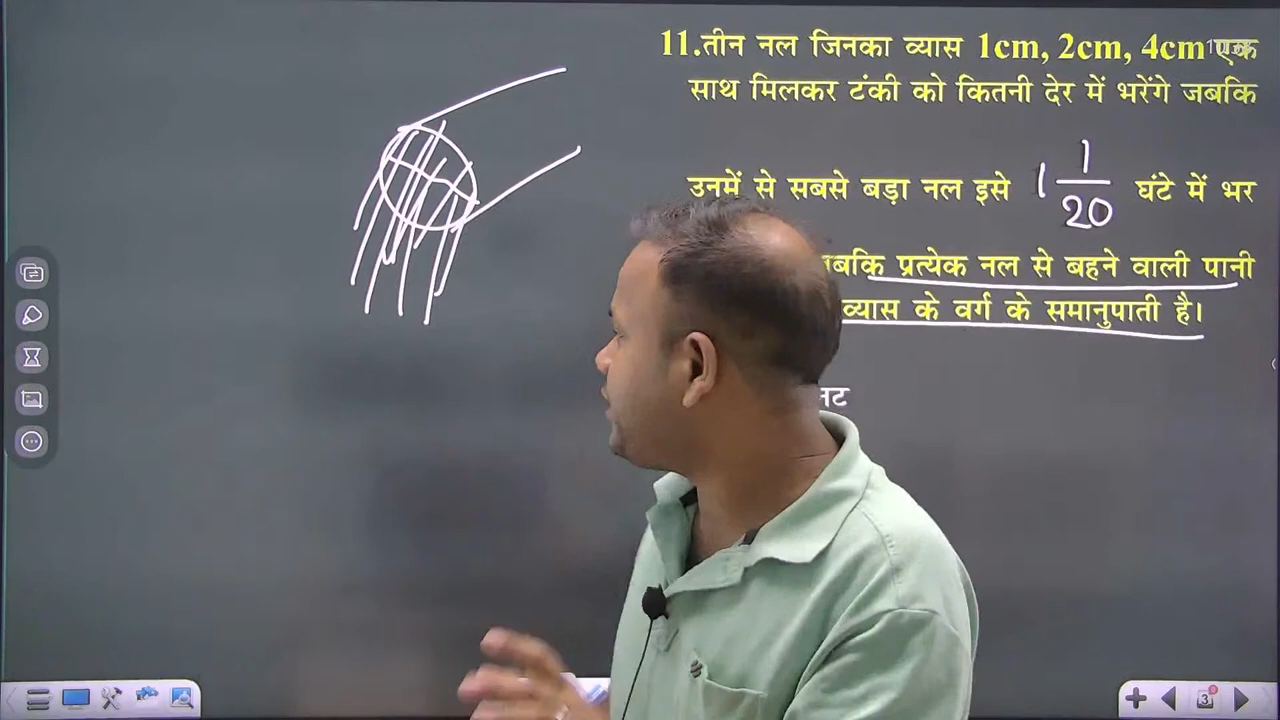 11.तीन नल जिनका व्यास 1cm, 2cm, 4cm एक
साथ मिलकर टंकी को कितनी देर में भरेंगे जबकि
उनमें से सबसे बड़ा नल इसे 1 1/20 घंटे में भर
प्रत्येक नल से बहने वाली पानी
व्यास के वर्ग के समानुपाती है।
3